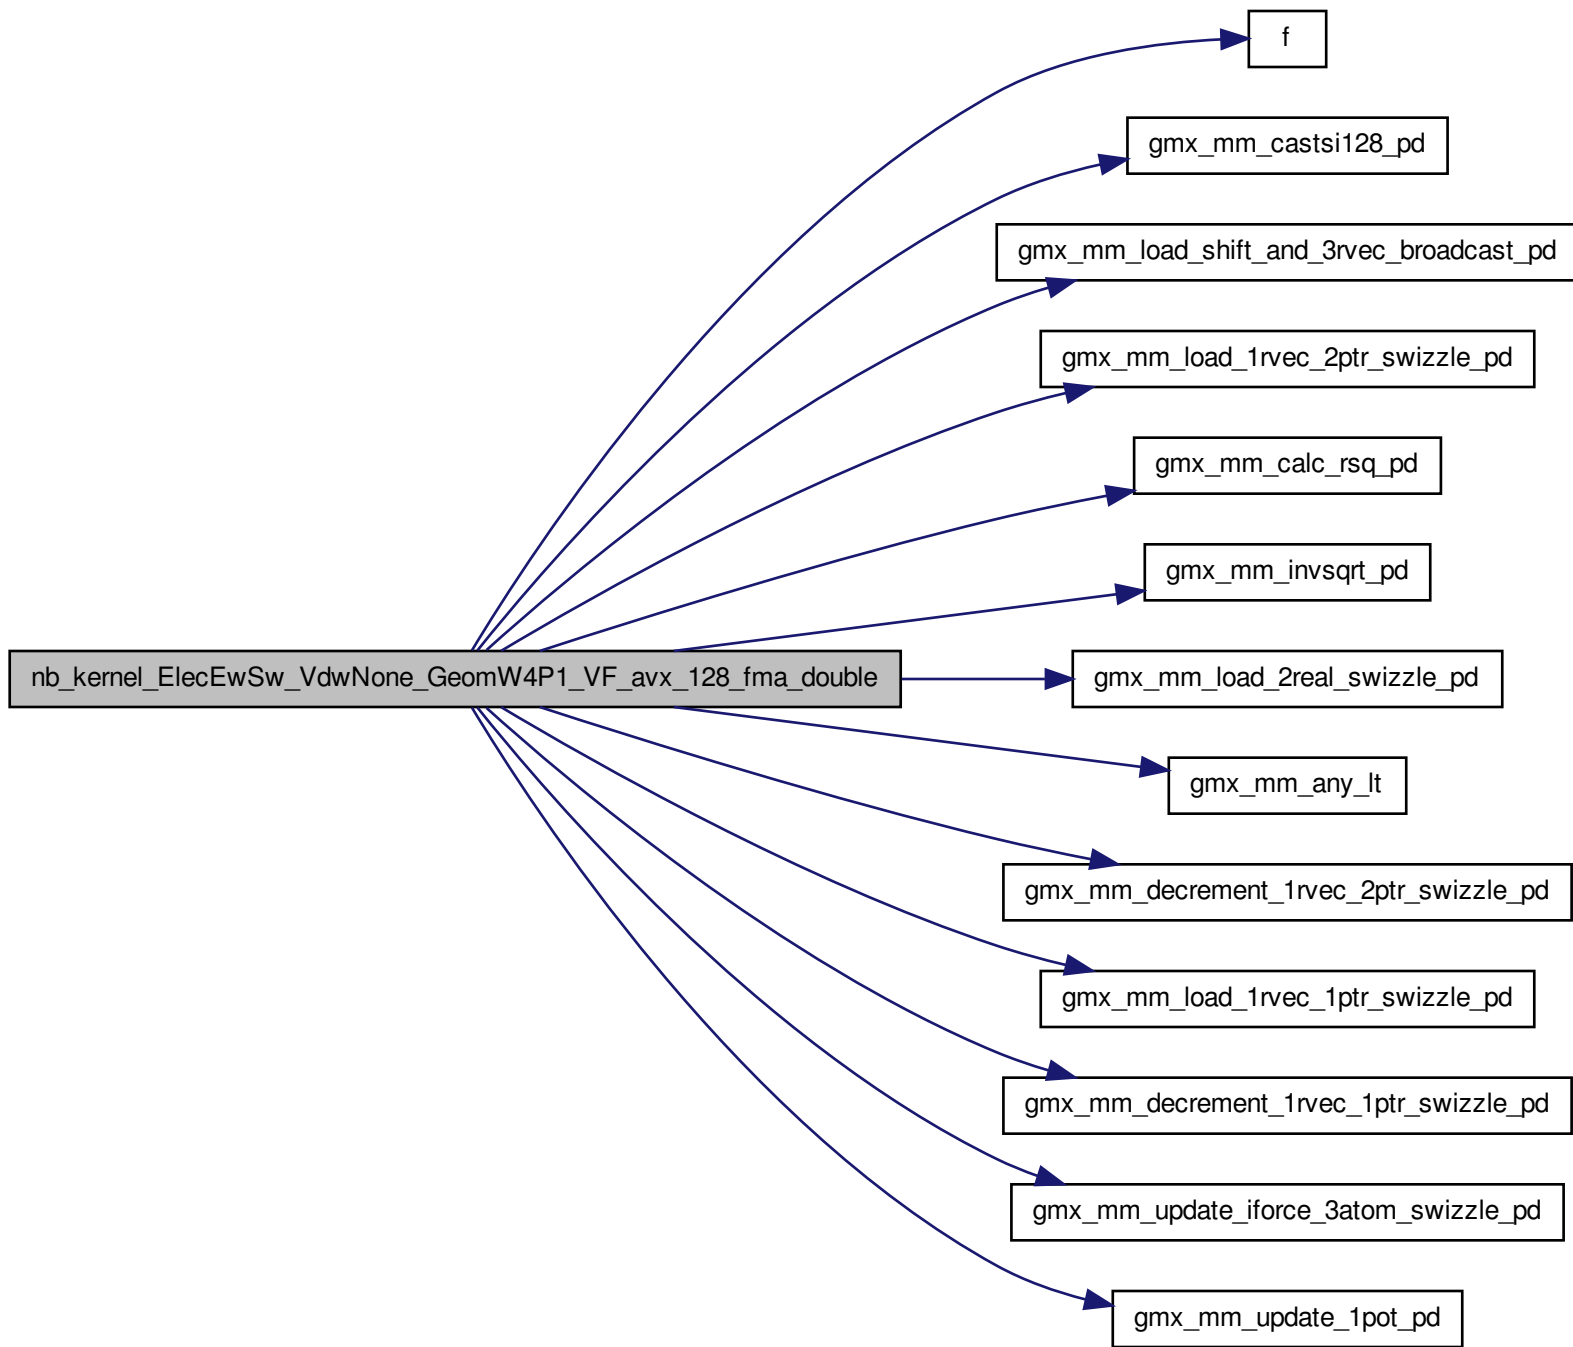 f
gmx_mm_castsi128_pd
gmx_mm_load_shift_and_3rvec_broadcast_pd
gmx_mm_load_1rvec_2ptr_swizzle_pd
gmx_mm_calc_rsq_pd
gmx_mm_invsqrt_pd
nb_kernel_ElecEwSw_VdwNone_GeomW4P1_VF_avx_128_fma_double
gmx_mm_load_2real_swizzle_pd
gmx_mm_any_lt
gmx_mm_decrement_1rvec_2ptr_swizzle_pd
gmx_mm_load_1rvec_1ptr_swizzle_pd
gmx_mm_decrement_1rvec_1ptr_swizzle_pd
gmx_mm_update_iforce_3atom_swizzle_pd
gmx_mm_update_1pot_pd